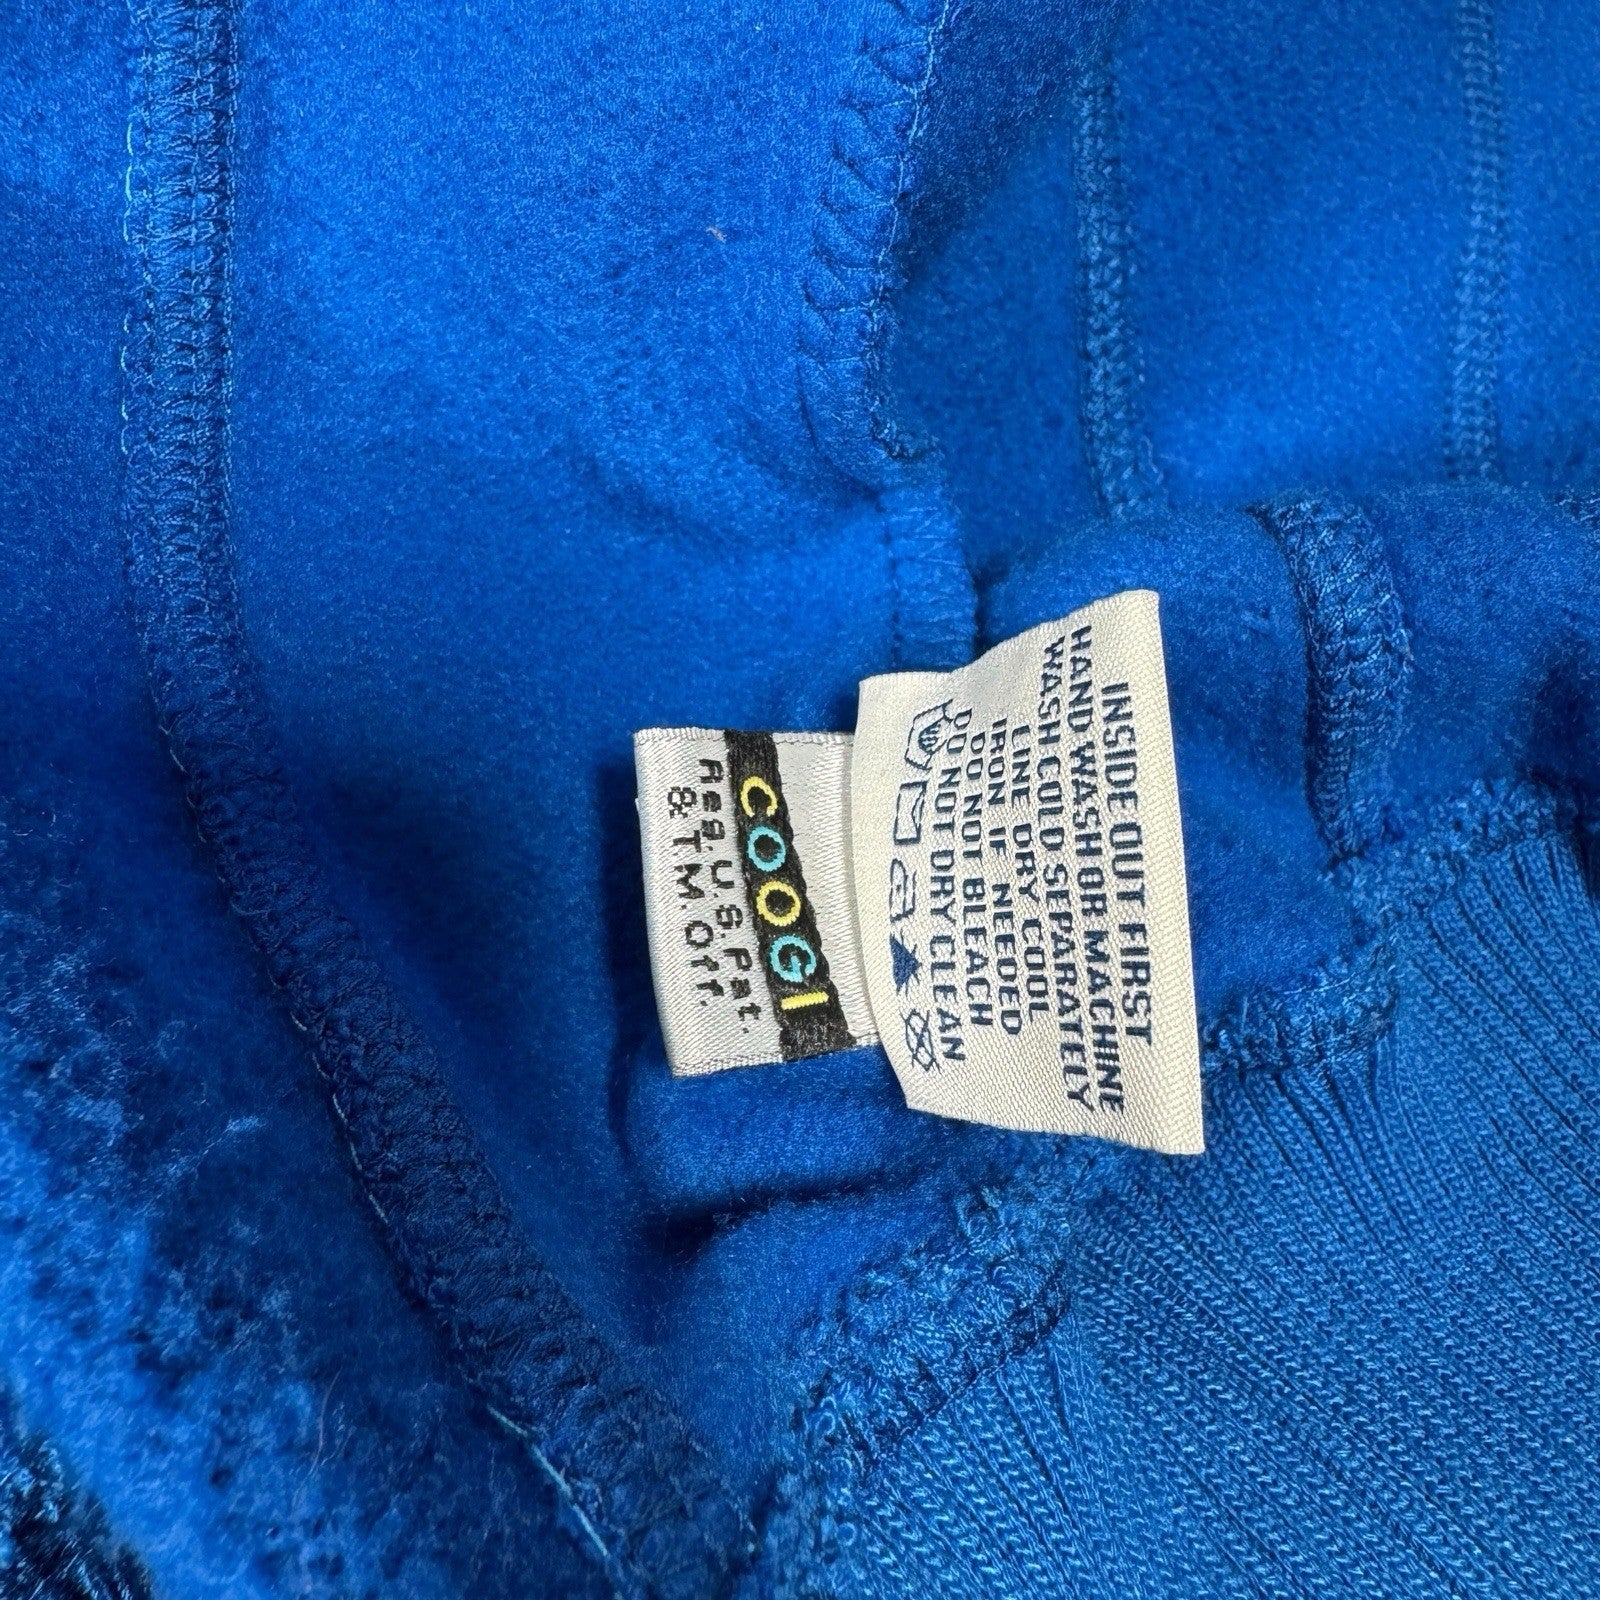 COOGI
Reg.U.S.Pat.
&TM.Off.
INSIDE OUT FIRST
HAND WASH OR MACHINE
WASH COLD SEPARATELY
LINE DRY COOL
IRON IF NEEDED
DO NOT BLEACH
DO NOT DRY CLEAN